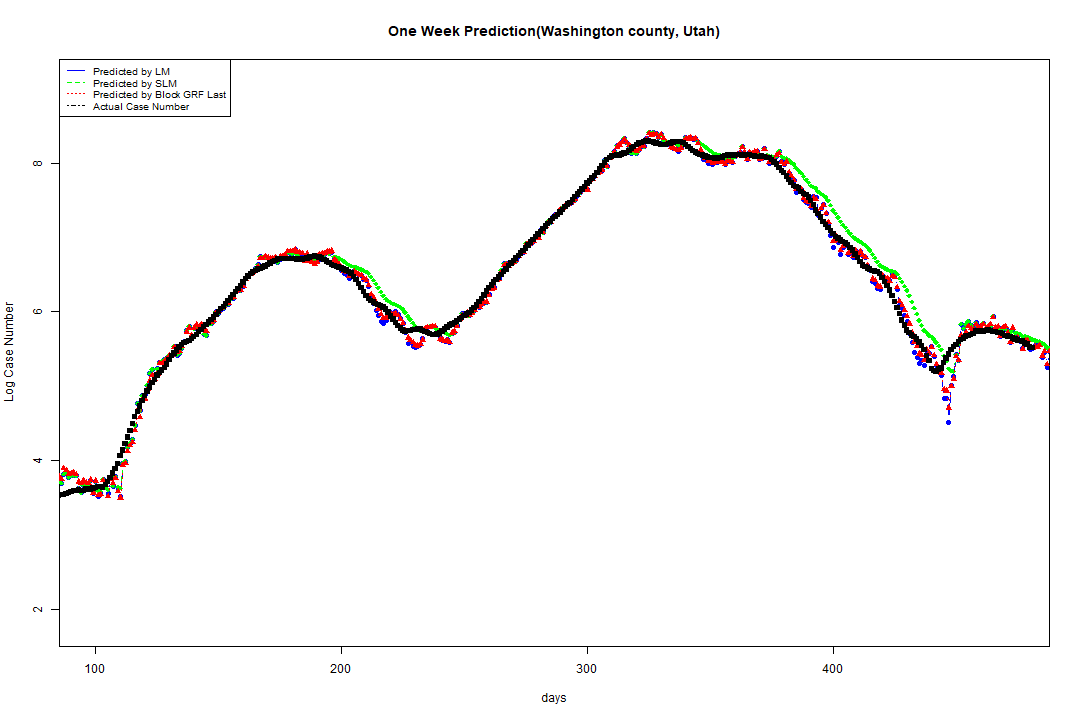 One Week Prediction(Washington county, Utah)
Predicted by LM
Predicted by SLM
Predicted by Block GRF Last
Actual Case Number
Log Case Number
8
6
4
2
100 200 300 400
days